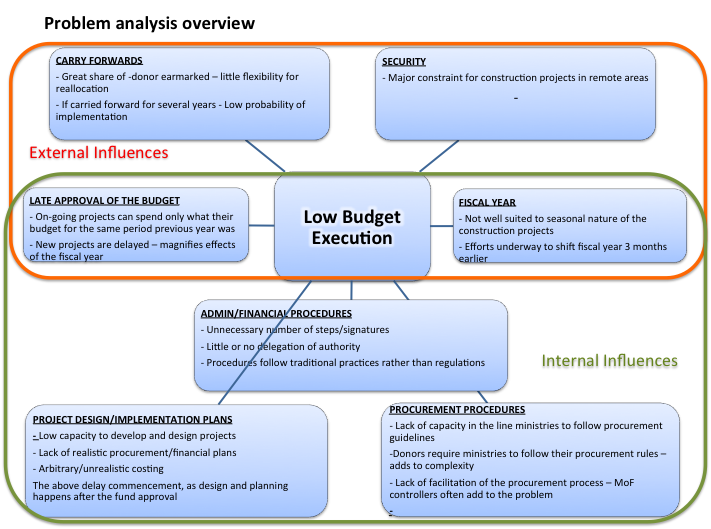 Problem analysis overview
CARRY FORWARDS
- Great share of -donor earmarked – little flexibility for
reallocation
- If carried forward for several years - Low probability of
implementation
SECURITY
- Major constraint for construction projects in remote areas
-
External Influences
LATE APPROVAL OF THE BUDGET
- On-going projects can spend only what their
budget for the same period previous year was
- New projects are delayed – magnifies effects
of the fiscal year
Low Budget
Execution
FISCAL YEAR
- Not well suited to seasonal nature of the
construction projects
- Efforts underway to shift fiscal year 3 months
earlier
ADMIN/FINANCIAL PROCEDURES
- Unnecessary number of steps/signatures
- Little or no delegation of authority
- Procedures follow traditional practices rather than regulations
Internal Influences
PROJECT DESIGN/IMPLEMENTATION PLANS
- Low capacity to develop and design projects
- Lack of realistic procurement/financial plans
- Arbitrary/unrealistic costing
The above delay commencement, as design and planning
happens after the fund approval
PROCUREMENT PROCEDURES
- Lack of capacity in the line ministries to follow procurement
guidelines
-Donors require ministries to follow their procurement rules –
adds to complexity
- Lack of facilitation of the procurement process – MoF
controllers often add to the problem
-